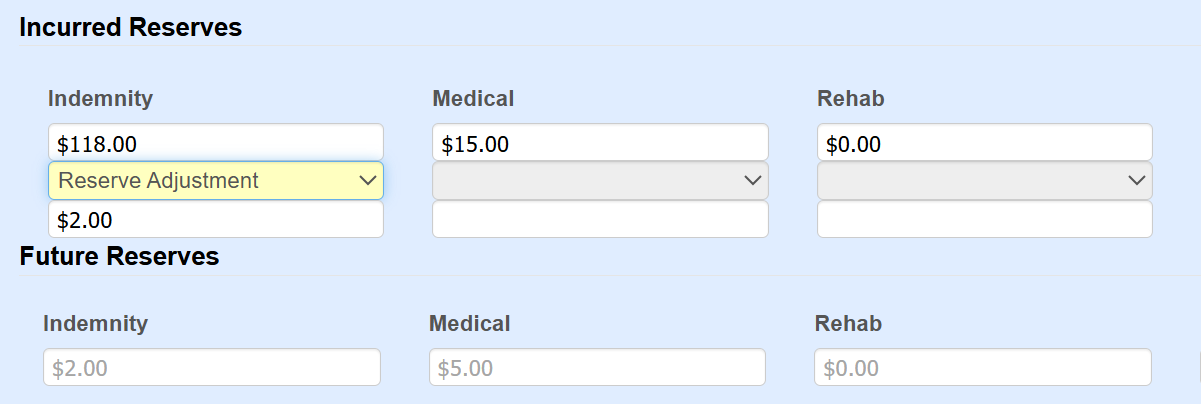 Incurred Reserves
Indemnity Medical Rehab
$118.00 $15.00 $0.00
Reserve Adjustment
$2.00
Future Reserves
Indemnity Medical Rehab
$2.00 $5.00 $0.00